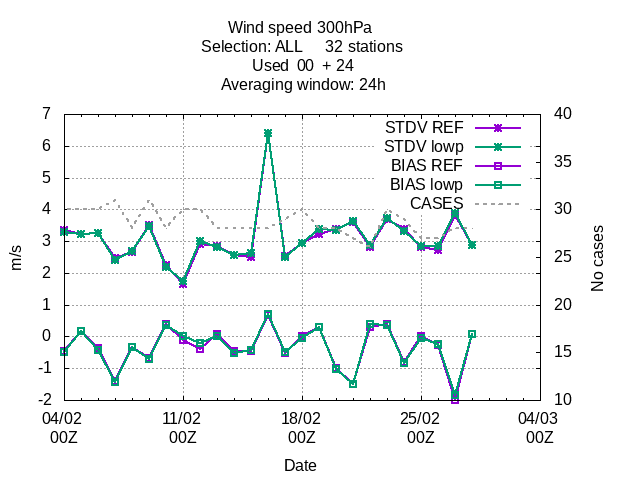 Wind speed 300hPa
Selection: ALL 32 stations
Used 00 + 24
Averaging window: 24h
7
6
5
4
3
2
1
0
-1
-2
m/s
40
35
30
25
20
15
10
No cases
STDV REF
STDV lowp
BIAS REF
BIAS lowp
CASES
04/02 11/02 18/02 25/02 04/03
00Z 00Z 00Z 00Z 00Z
Date